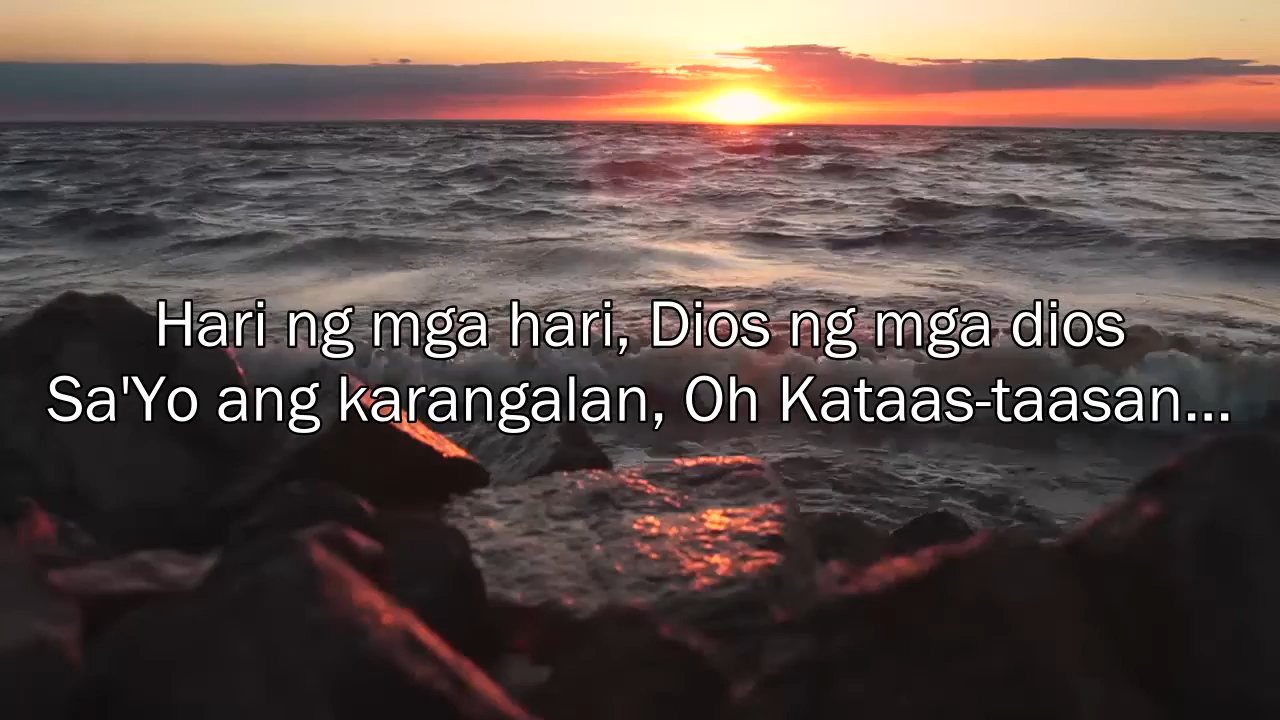 Hari ng mga hari, Dios ng mga dios
Sa'Yo ang karangalan, Oh Kataas-taasan...